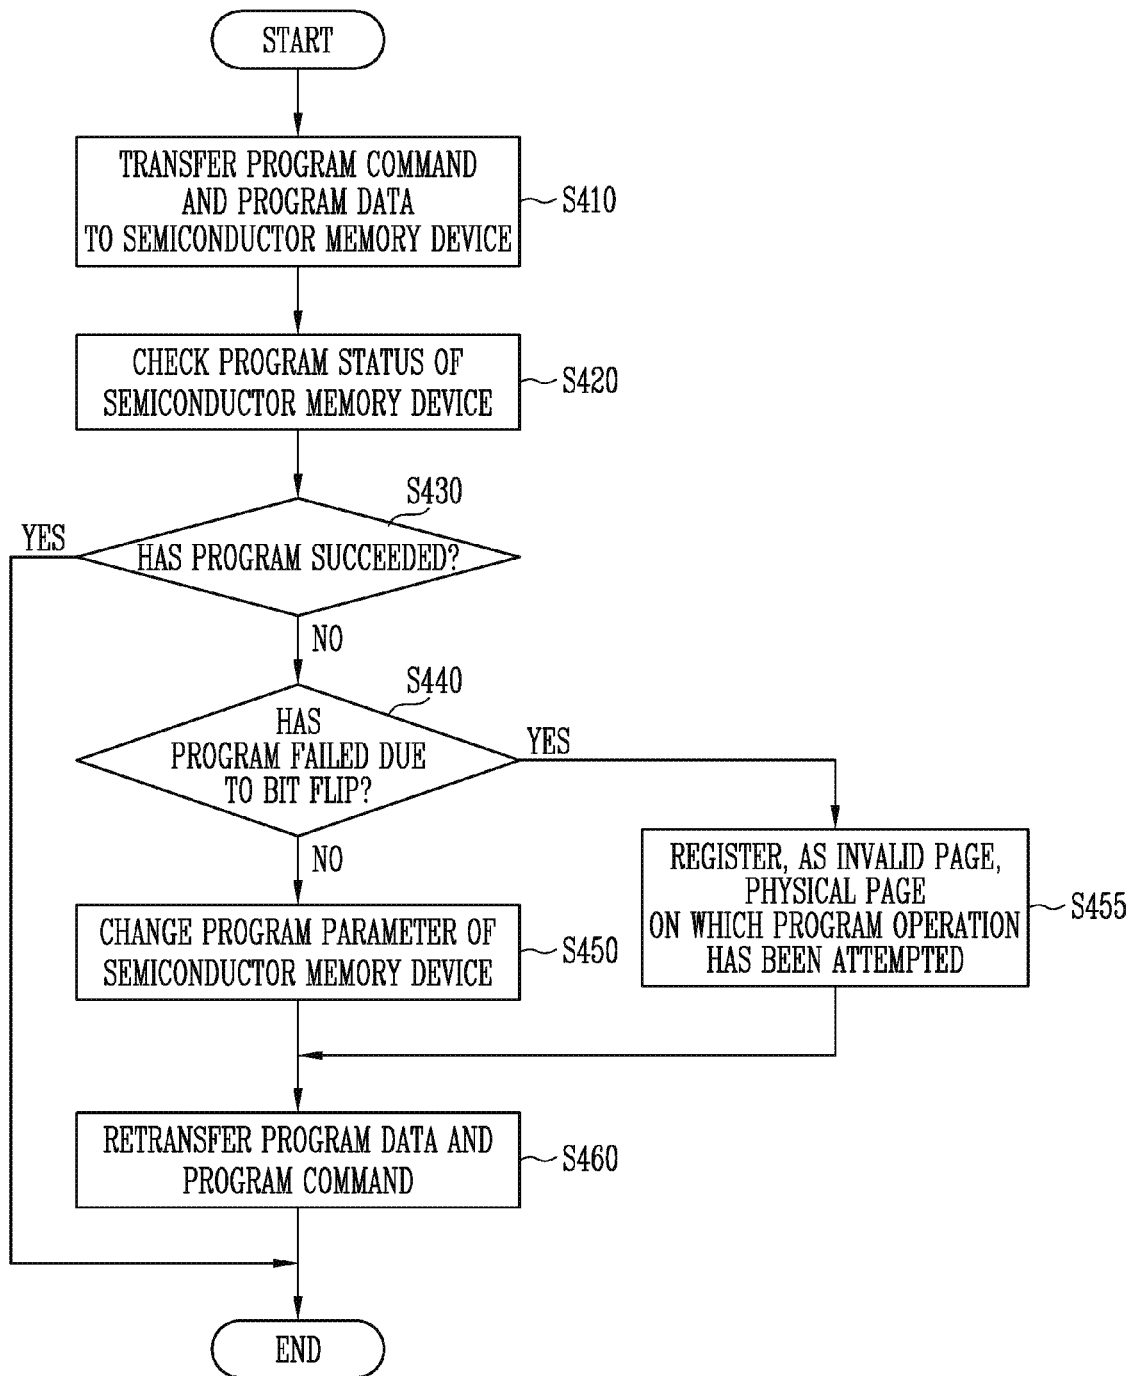 START
TRANSFER PROGRAM COMMAND
AND PROGRAM DATA
TO SEMICONDUCTOR MEMORY DEVICE
S410
CHECK PROGRAM STATUS OF
SEMICONDUCTOR MEMORY DEVICE
S420
S430
YES
HAS PROGRAM SUCCEEDED?
NO
S440
HAS
PROGRAM FAILED DUE
TO BIT FLIP?
YES
NO
REGISTER, AS INVALID PAGE,
PHYSICAL PAGE
ON WHICH PROGRAM OPERATION
HAS BEEN ATTEMPTED
S455
CHANGE PROGRAM PARAMETER OF
SEMICONDUCTOR MEMORY DEVICE
S450
RETRANSFER PROGRAM DATA AND
PROGRAM COMMAND
S460
END